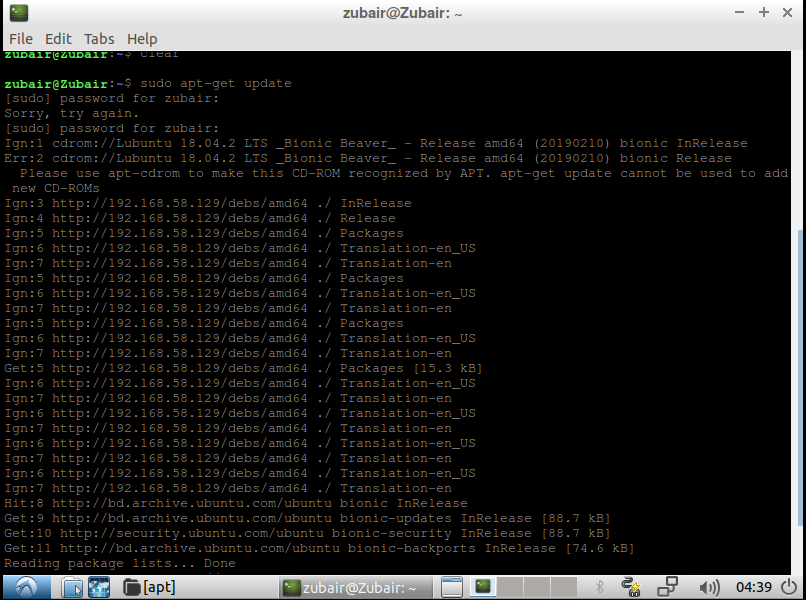 zubair@Zubair: ~
File Edit Tabs Help
zubair@Zubair:~$ clear
zubair@Zubair:~$ sudo apt-get update
[sudo] password for zubair:
Sorry, try again.
[sudo] password for zubair:
Ign:1 cdrom://Lubuntu 18.04.2 LTS _Bionic Beaver_ - Release amd64 (20190210) bionic InRelease
Err:2 cdrom://Lubuntu 18.04.2 LTS _Bionic Beaver_ - Release amd64 (20190210) bionic Release
Please use apt-cdrom to make this CD-ROM recognized by APT. apt-get update cannot be used to add
new CD-ROMs
Ign:3 http://192.168.58.129/debs/amd64 ./ InRelease
Ign:4 http://192.168.58.129/debs/amd64 ./ Release
Ign:5 http://192.168.58.129/debs/amd64 ./ Packages
Ign:6 http://192.168.58.129/debs/amd64 ./ Translation-en_US
Ign:7 http://192.168.58.129/debs/amd64 ./ Translation-en
Ign:5 http://192.168.58.129/debs/amd64 ./ Packages
Ign:6 http://192.168.58.129/debs/amd64 ./ Translation-en_US
Ign:7 http://192.168.58.129/debs/amd64 ./ Translation-en
Ign:5 http://192.168.58.129/debs/amd64 ./ Packages
Ign:6 http://192.168.58.129/debs/amd64 ./ Translation-en_US
Ign:7 http://192.168.58.129/debs/amd64 ./ Translation-en
Get:5 http://192.168.58.129/debs/amd64 ./ Packages [15.3 kB]
Ign:6 http://192.168.58.129/debs/amd64 ./ Translation-en_US
Ign:7 http://192.168.58.129/debs/amd64 ./ Translation-en
Ign:6 http://192.168.58.129/debs/amd64 ./ Translation-en_US
Ign:7 http://192.168.58.129/debs/amd64 ./ Translation-en
Ign:6 http://192.168.58.129/debs/amd64 ./ Translation-en_US
Ign:7 http://192.168.58.129/debs/amd64 ./ Translation-en
Ign:6 http://192.168.58.129/debs/amd64 ./ Translation-en_US
Ign:7 http://192.168.58.129/debs/amd64 ./ Translation-en
Hit:8 http://bd.archive.ubuntu.com/ubuntu bionic InRelease
Get:9 http://bd.archive.ubuntu.com/ubuntu bionic-updates InRelease [88.7 kB]
Get:10 http://security.ubuntu.com/ubuntu bionic-security InRelease [88.7 kB]
Get:11 http://bd.archive.ubuntu.com/ubuntu bionic-backports InRelease [74.6 kB]
Reading package lists... Done
[apt] zubair@Zubair: ~ 04:39